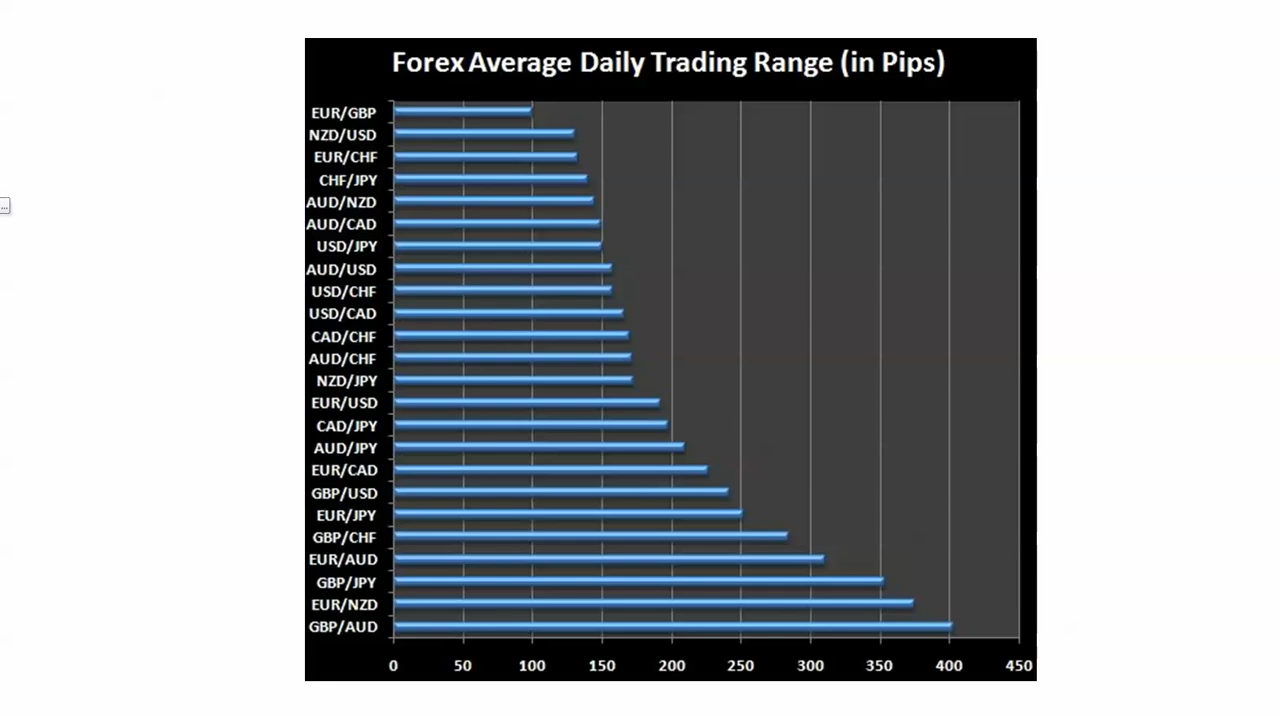 Forex Average Daily Trading Range (in Pips)
EUR/GBP
NZD/USD
EUR/CHF
CHF/JPY
AUD/NZD
AUD/CAD
USD/JPY
AUD/USD
USD/CHF
USD/CAD
CAD/CHF
AUD/CHF
NZD/JPY
EUR/USD
CAD/JPY
AUD/JPY
EUR/CAD
GBP/USD
EUR/JPY
GBP/CHF
EUR/AUD
GBP/JPY
EUR/NZD
GBP/AUD
0 50 100 150 200 250 300 350 400 450
...